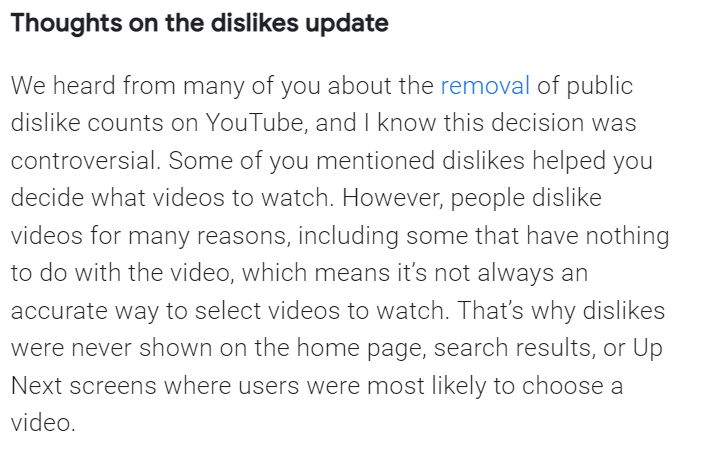 Thoughts on the dislikes update
We heard from many of you about the removal of public
dislike counts on YouTube, and I know this decision was
controversial. Some of you mentioned dislikes helped you
decide what videos to watch. However, people dislike
videos for many reasons, including some that have nothing
to do with the video, which means it’s not always an
accurate way to select videos to watch. That’s why dislikes
were never shown on the home page, search results, or Up
Next screens where users were most likely to choose a
video.